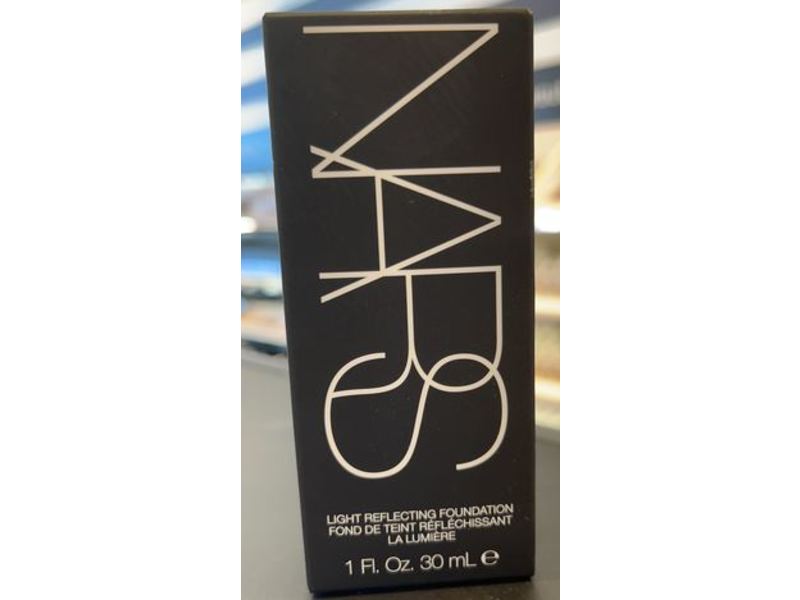 NARS
LIGHT REFLECTING FOUNDATION
FOND DE TEINT RÉFLÉCHISSANT
LA LUMIÈRE
1 Fl. Oz. 30 mL ℮